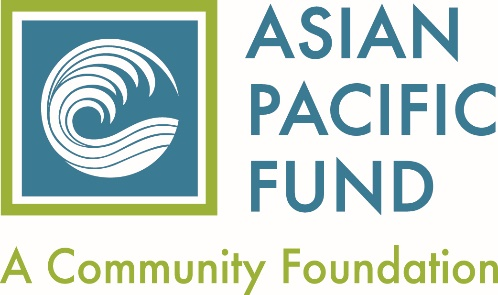 ASIAN
PACIFIC
FUND
A Community Foundation